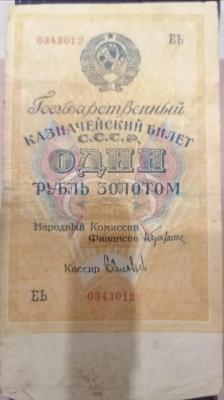 0343012 ЕЬ
Государственный
КАЗНАЧЕЙСКИЙ БИЛЕТ
С.С.С.Р.
ОДИН
РУБЛЬ ЗОЛОТОМ
Народный Комиссар
Финансов
Кассир
ЕЬ 0343012